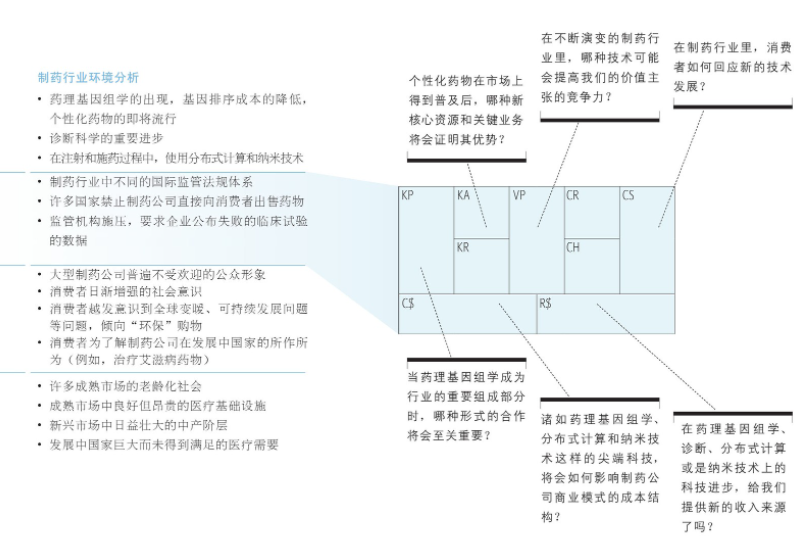 制药行业环境分析
• 药理基因组学的出现，基因排序成本的降低，
个性化药物的即将流行
• 诊断科学的重要进步
• 在注射和施药过程中，使用分布式计算和纳米技术
• 制药行业中不同的国际监管法规体系
• 许多国家禁止制药公司直接向消费者出售药物
• 监管机构施压，要求企业公布失败的临床试验
的数据
• 大型制药公司普遍不受欢迎的公众形象
• 消费者日渐增强的社会意识
• 消费者越发意识到全球变暖、可持续发展问题
等问题，倾向“环保”购物
• 消费者为了解制药公司在发展中国家的所作所
为（例如，治疗艾滋病药物）
• 许多成熟市场的老龄化社会
• 成熟市场中良好但昂贵的医疗基础设施
• 新兴市场中日益壮大的中产阶层
• 发展中国家巨大而未得到满足的医疗需要
个性化药物在市场上
得到普及后，哪种新
核心资源和关键业务
将会证明其优势？
在不断演变的制药行
业里，哪种技术可能
会提高我们的价值主
张的竞争力？
在制药行业里，消费
者如何回应新的技术
发展？
KP
KA
VP
CR
CS
KR
CH
C$
R$
当药理基因组学成为
行业的重要组成部分
时，哪种形式的合作
将会至关重要？
诸如药理基因组学、
分布式计算和纳米技
术这样的尖端科技，
将会如何影响制药公
司商业模式的成本结
构？
在药理基因组学、
诊断、分布式计算
或是纳米技术上的
科技进步，给我们
提供新的收入来源
了吗？